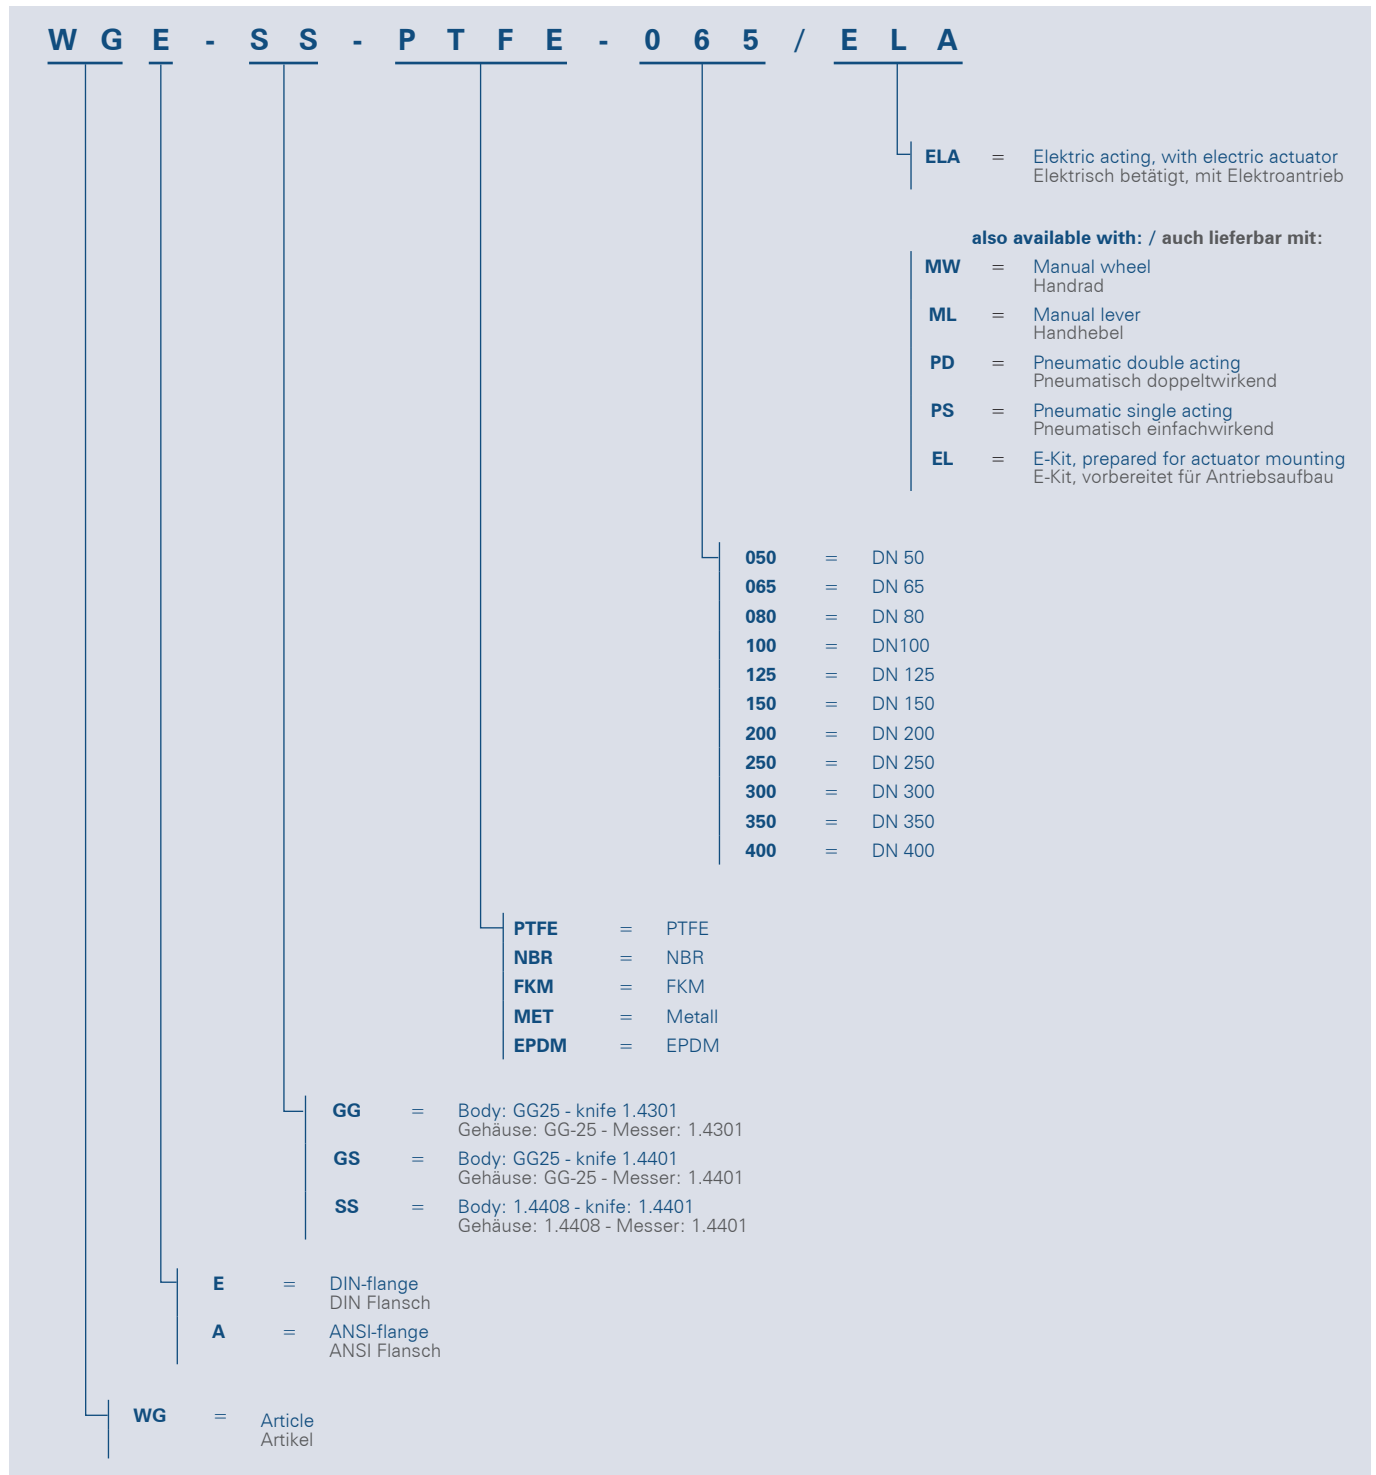 WGE-SS-PTFE-065/ELA
ELA = Elektric acting, with electric actuator
Elektrisch betätigt, mit Elektroantrieb
also available with: / auch lieferbar mit:
MW = Manual wheel
Handrad
ML = Manual lever
Handhebel
PD = Pneumatic double acting
Pneumatisch doppeltwirkend
PS = Pneumatic single acting
Pneumatisch einfachwirkend
EL = E-Kit, prepared for actuator mounting
E-Kit, vorbereitet für Antriebsaufbau
050 = DN 50
065 = DN 65
080 = DN 80
100 = DN100
125 = DN 125
150 = DN 150
200 = DN 200
250 = DN 250
300 = DN 300
350 = DN 350
400 = DN 400
PTFE = PTFE
NBR = NBR
FKM = FKM
MET = Metall
EPDM = EPDM
GG = Body: GG25 - knife 1.4301
Gehäuse: GG-25 - Messer: 1.4301
GS = Body: GG25 - knife 1.4401
Gehäuse: GG-25 - Messer: 1.4401
SS = Body: 1.4408 - knife: 1.4401
Gehäuse: 1.4408 - Messer: 1.4401
E = DIN-flange
DIN Flansch
A = ANSI-flange
ANSI Flansch
WG = Article
Artikel